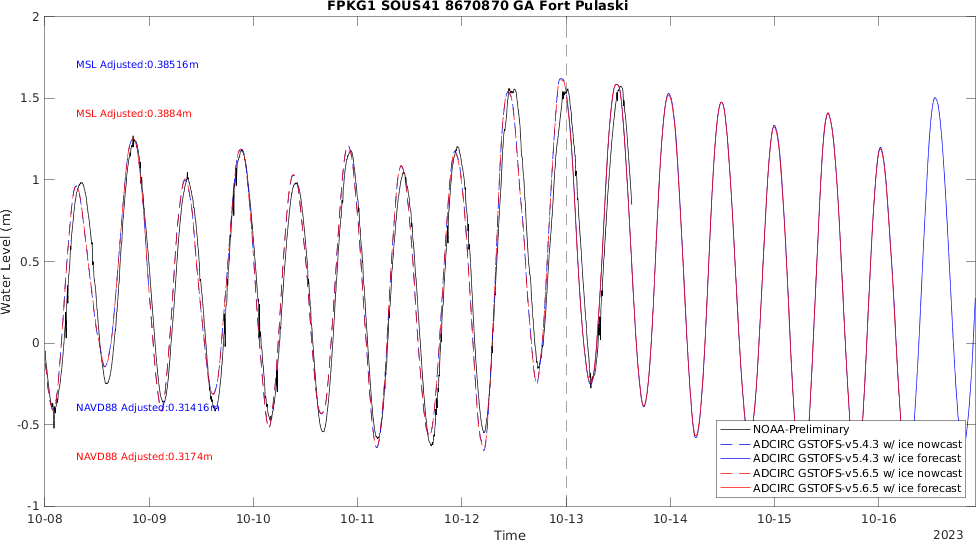 FPKG1 SOUS41 8670870 GA Fort Pulaski
2
1.5
1
0.5
0
-0.5
-1
Water Level (m)
MSL Adjusted:0.38516m
MSL Adjusted:0.3884m
NAVD88 Adjusted:0.31416m
NAVD88 Adjusted:0.3174m
NOAA-Preliminary
ADCIRC GSTOFS-v5.4.3 w/ ice nowcast
ADCIRC GSTOFS-v5.4.3 w/ ice forecast
ADCIRC GSTOFS-v5.6.5 w/ ice nowcast
ADCIRC GSTOFS-v5.6.5 w/ ice forecast
10-08 10-09 10-10 10-11 10-12 10-13 10-14 10-15 10-16
2023
Time